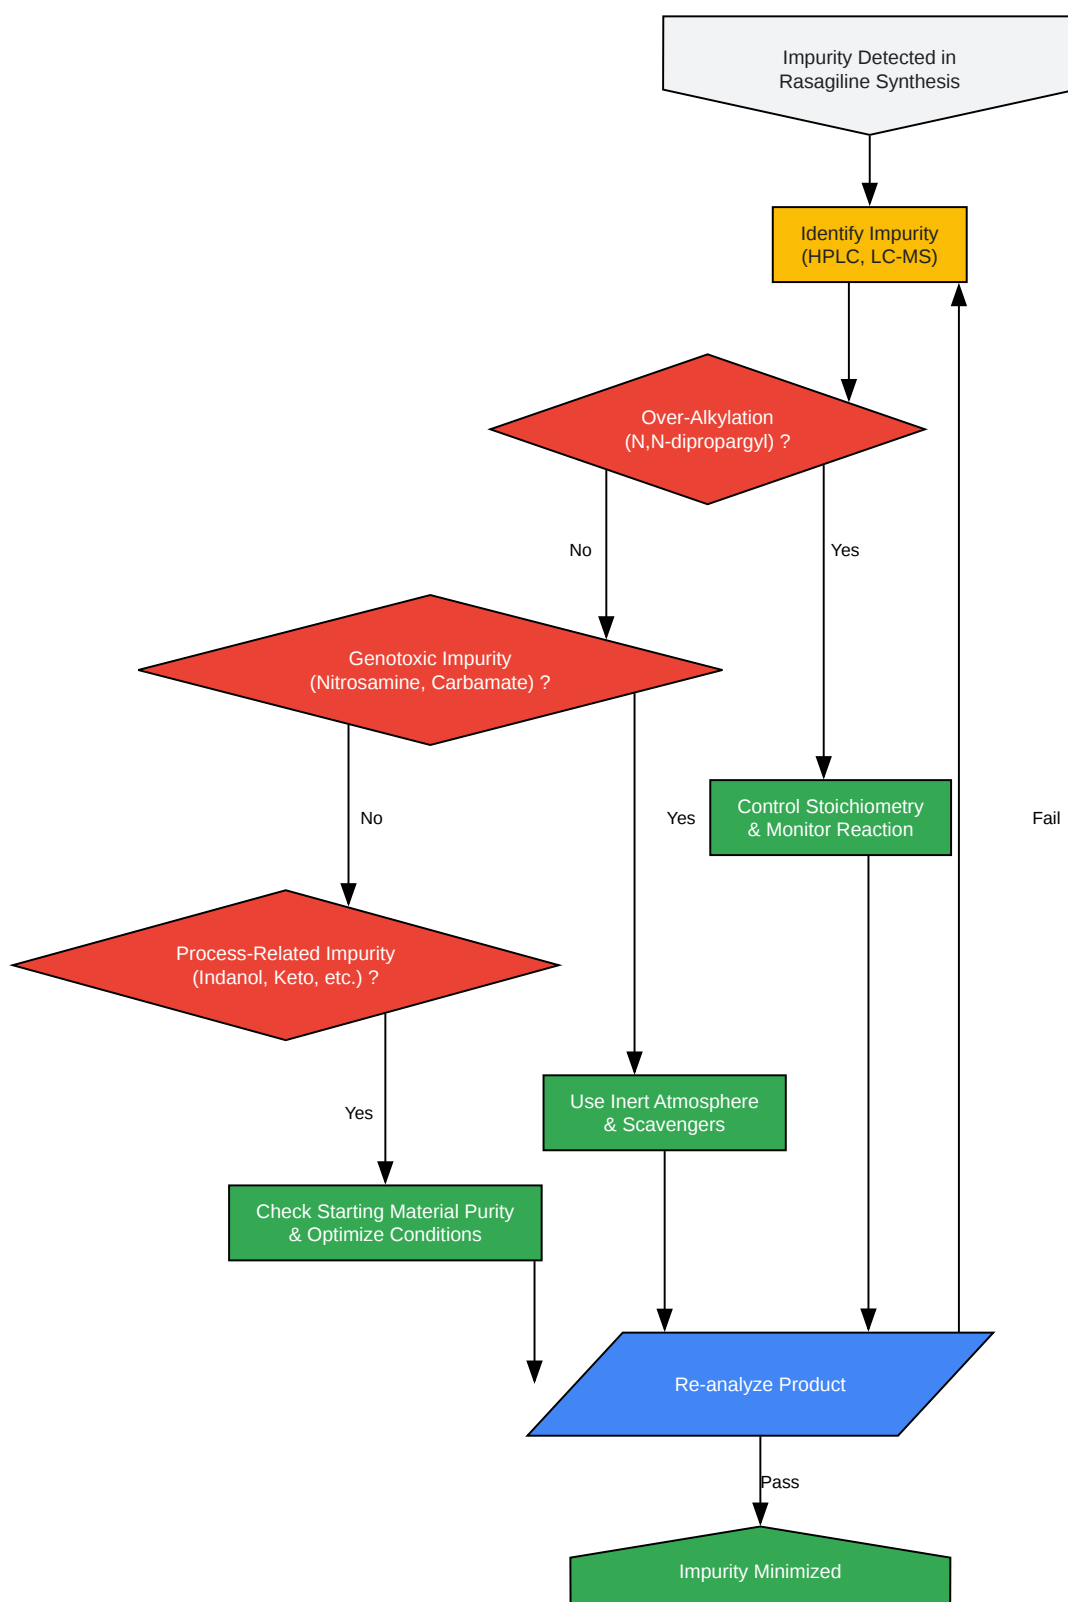 Impurity Detected in
Rasagiline Synthesis
Identify Impurity
(HPLC, LC-MS)
Over-Alkylation
(N,N-dipropargyl) ?
No
Yes
Genotoxic Impurity
(Nitrosamine, Carbamate) ?
No
Yes
Control Stoichiometry
& Monitor Reaction
Fail
Process-Related Impurity
(Indanol, Keto, etc.) ?
Yes
Use Inert Atmosphere
& Scavengers
Check Starting Material Purity
& Optimize Conditions
Re-analyze Product
Pass
Impurity Minimized